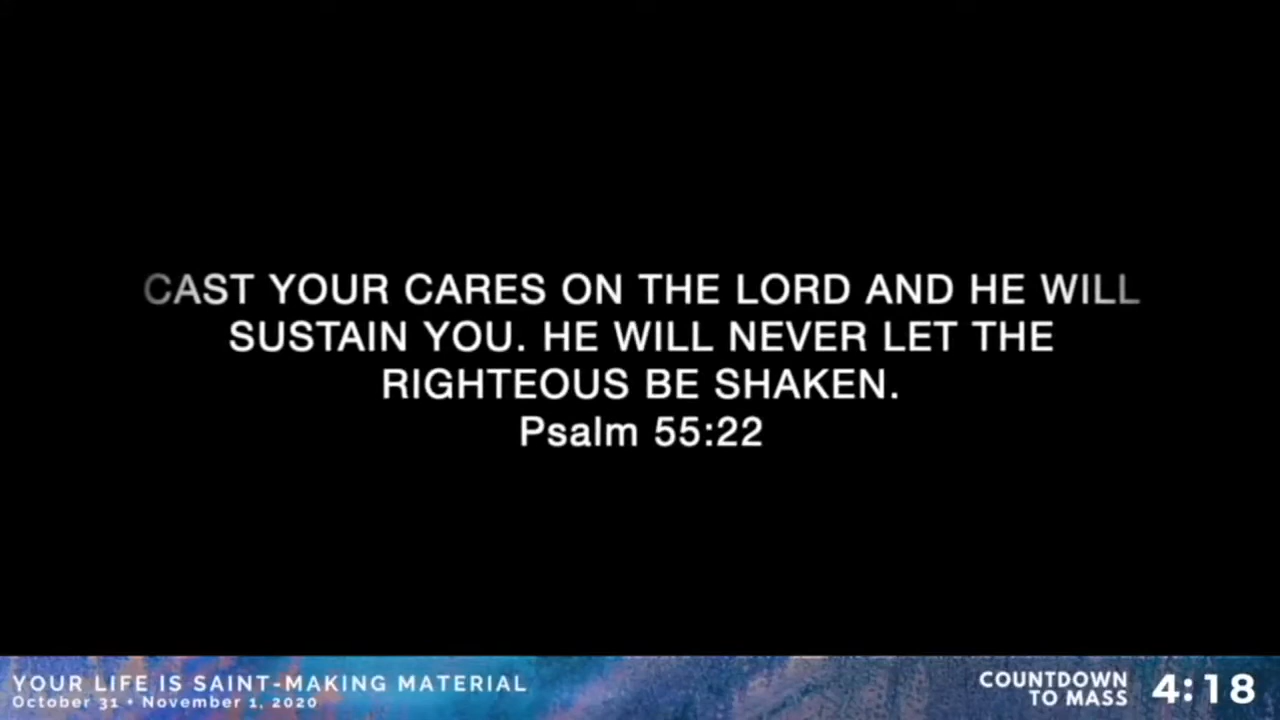 CAST YOUR CARES ON THE LORD AND HE WILL
SUSTAIN YOU. HE WILL NEVER LET THE
RIGHTEOUS BE SHAKEN.
Psalm 55:22
YOUR LIFE IS SAINT-MAKING MATERIAL
October 31 • November 1, 2020
COUNTDOWN
TO MASS
4:18